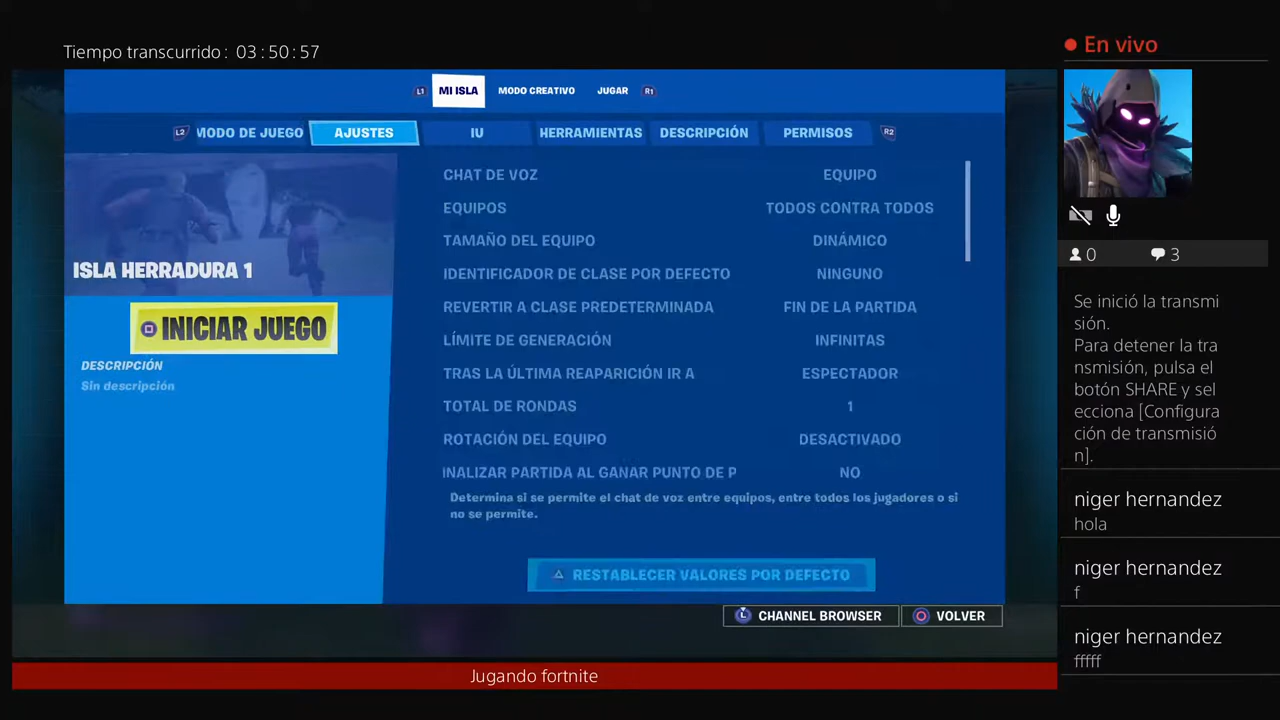 Tiempo transcurrido: 03:50:57
En vivo
L1 MI ISLA MODO CREATIVO JUGAR R1
L2 MODO DE JUEGO AJUSTES IU HERRAMIENTAS DESCRIPCIÓN PERMISOS R2
ISLA HERRADURA 1
INICIAR JUEGO
DESCRIPCIÓN
Sin descripción
CHAT DE VOZ EQUIPO
EQUIPOS TODOS CONTRA TODOS
TAMAÑO DEL EQUIPO DINÁMICO
IDENTIFICADOR DE CLASE POR DEFECTO NINGUNO
REVERTIR A CLASE PREDETERMINADA FIN DE LA PARTIDA
LÍMITE DE GENERACIÓN INFINITAS
TRAS LA ÚLTIMA REAPARICIÓN IR A ESPECTADOR
TOTAL DE RONDAS 1
ROTACIÓN DEL EQUIPO DESACTIVADO
INALIZAR PARTIDA AL GANAR PUNTO DE P NO
Determina si se permite el chat de voz entre equipos, entre todos los jugadores o si
no se permite.
RESTABLECER VALORES POR DEFECTO
L CHANNEL BROWSER VOLVER
Jugando fortnite
0 3
Se inició la transmi
sión.
Para detener la tra
nsmisión, pulsa el
botón SHARE y sel
ecciona [Configura
ción de transmisió
n].
niger hernandez
hola
niger hernandez
f
niger hernandez
fffff